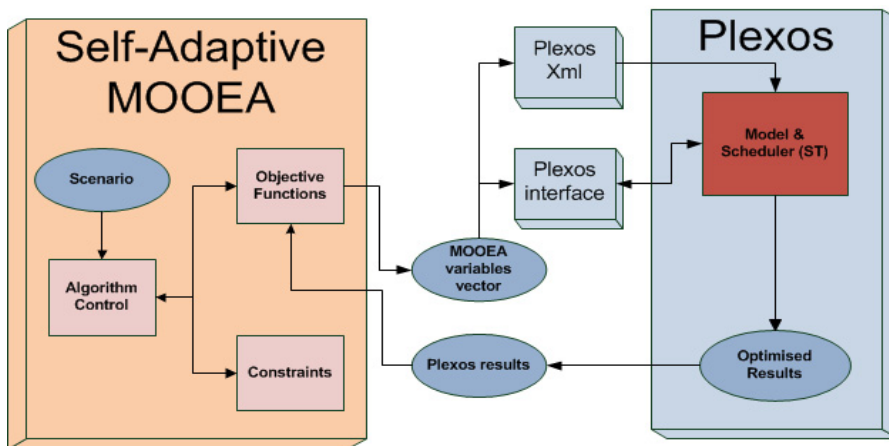 Self-Adaptive
MOOEA
Scenario
Algorithm
Control
Objective
Functions
Constraints
MOOEA
variables
vector
Plexos results
Plexos
Xml
Plexos
interface
Plexos
Model &
Scheduler (ST)
Optimised
Results